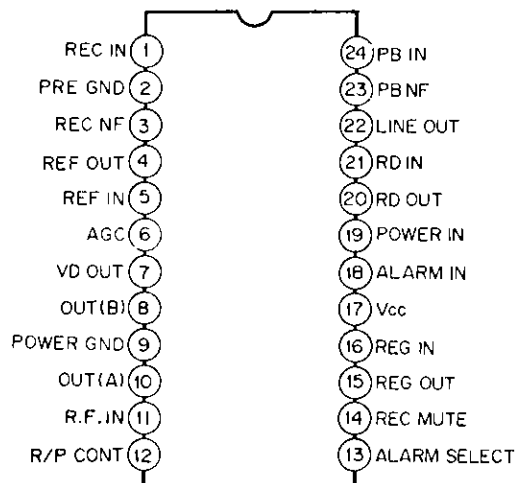 REC IN 1 24 PB IN
PRE GND 2 23 PB NF
REC NF 3 22 LINE OUT
REF OUT 4 21 RD IN
REF IN 5 20 RD OUT
AGC 6 19 POWER IN
VD OUT 7 18 ALARM IN
OUT(B) 8 17 Vcc
POWER GND 9 16 REG IN
OUT(A) 10 15 REG OUT
R.F. IN 11 14 REC MUTE
R/P CONT 12 13 ALARM SELECT